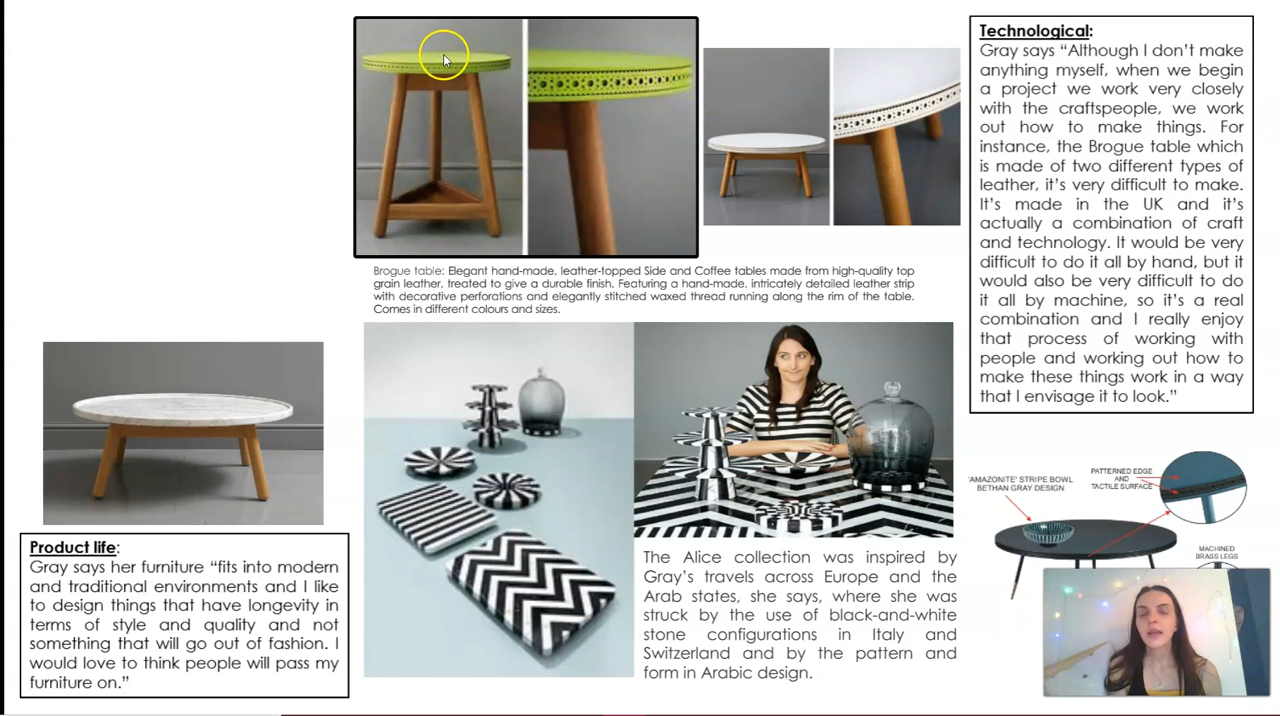 Technological:
Gray says “Although I don’t make
anything myself, when we begin
a project we work very closely
with the craftspeople, we work
out how to make things. For
instance, the Brogue table which
is made of two different types of
leather, it’s very difficult to make.
It’s made in the UK and it’s
actually a combination of craft
and technology. It would be very
difficult to do it all by hand, but it
would also be very difficult to do
it all by machine, so it’s a real
combination and I really enjoy
that process of working with
people and working out how to
make these things work in a way
that I envisage it to look.”
Brogue table: Elegant hand-made, leather-topped Side and Coffee tables made from high-quality top
grain leather, treated to give a durable finish. Featuring a hand-made, intricately detailed leather strip
with decorative perforations and elegantly stitched waxed thread running along the rim of the table.
Comes in different colours and sizes.
Product life:
Gray says her furniture “fits into modern
and traditional environments and I like
to design things that have longevity in
terms of style and quality and not
something that will go out of fashion. I
would love to think people will pass my
furniture on.”
The Alice collection was inspired by
Gray’s travels across Europe and the
Arab states, she says, where she was
struck by the use of black-and-white
stone configurations in Italy and
Switzerland and by the pattern and
form in Arabic design.
'AMAZONITE' STRIPE BOWL
BETHAN GRAY DESIGN
PATTERNED EDGE
AND
TACTILE SURFACE
MACHINED
BRASS LEGS